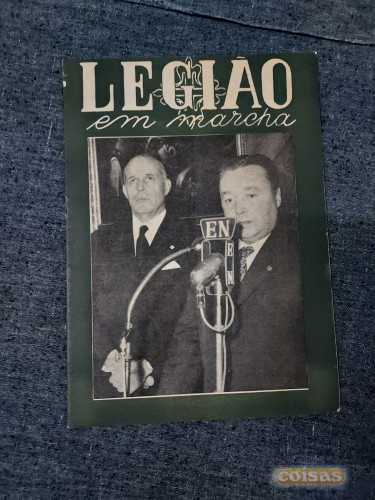 LEGIÃO
em marcha
EN
EN
coisas